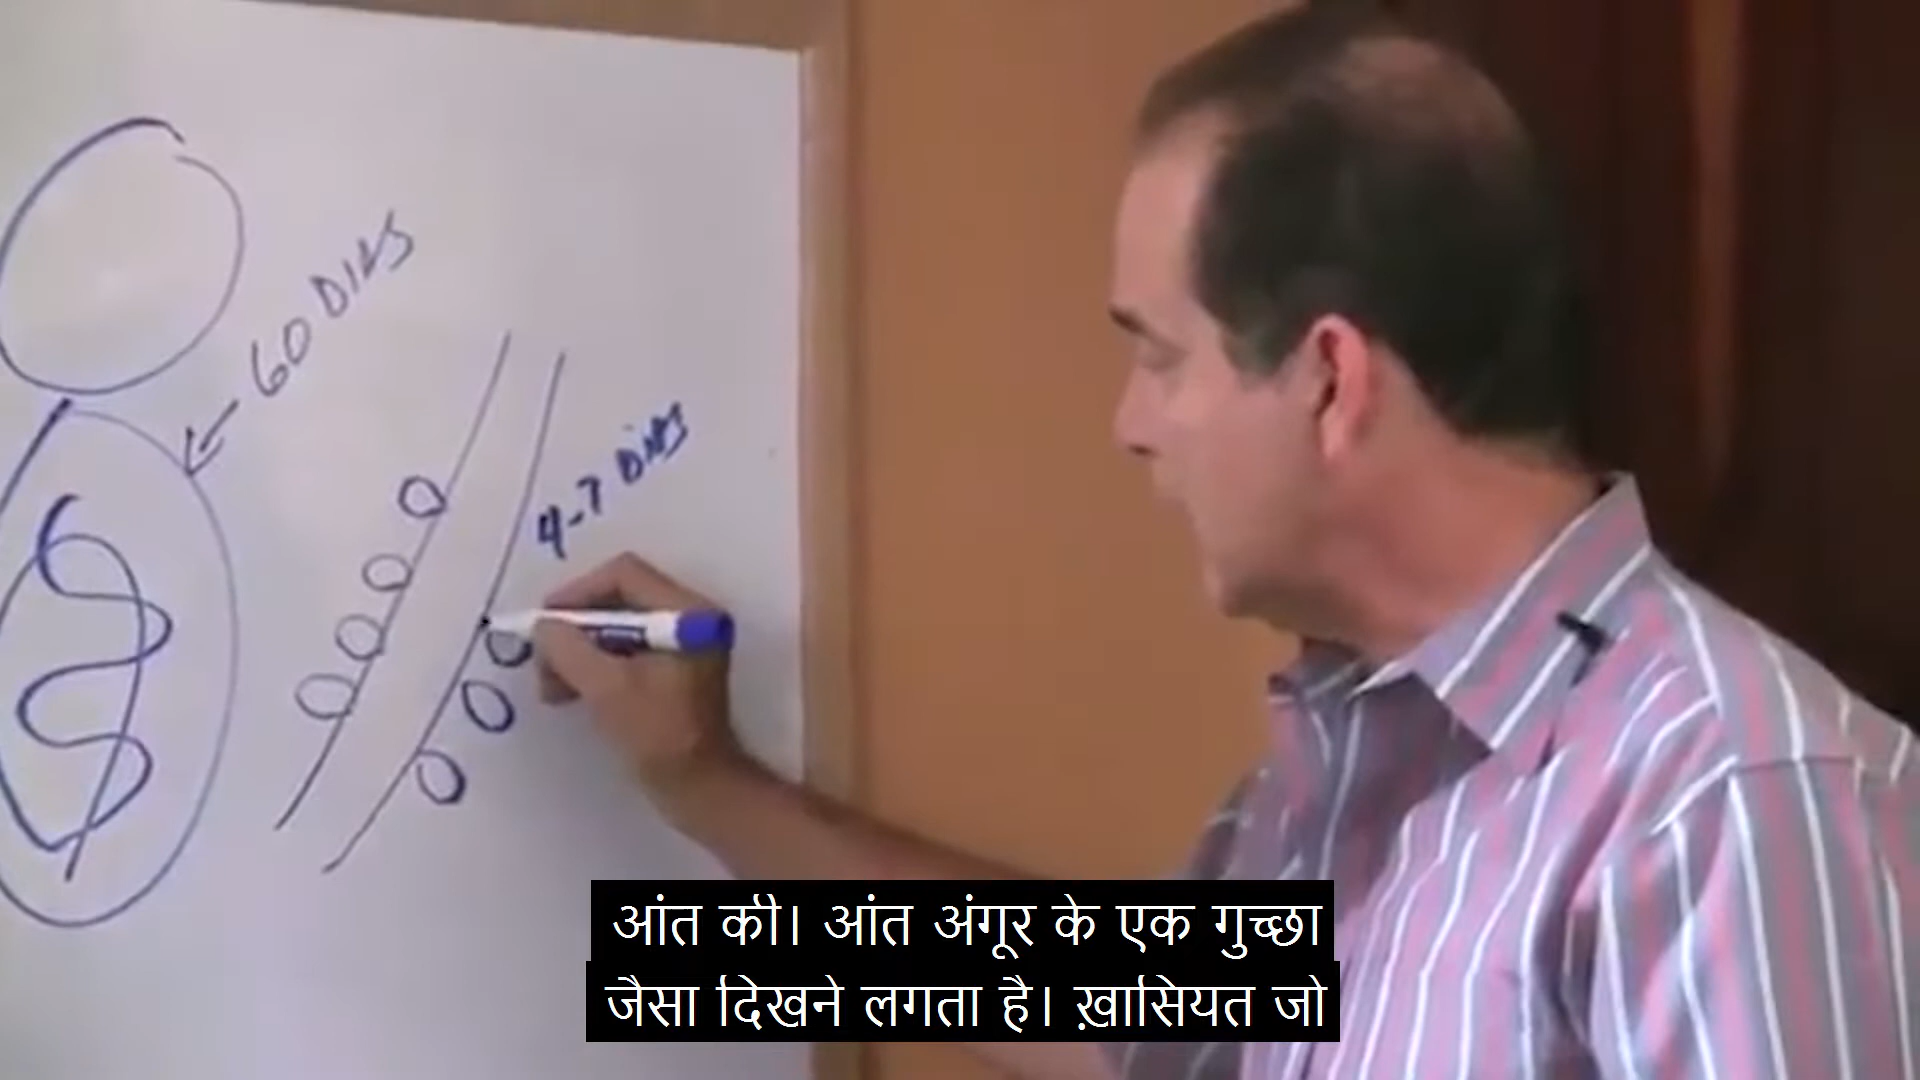 60 DIAS
4-7 DIAS
आंत की। आंत अंगूर के एक गुच्छा
जैसा दिखने लगता है। ख़ासियत जो